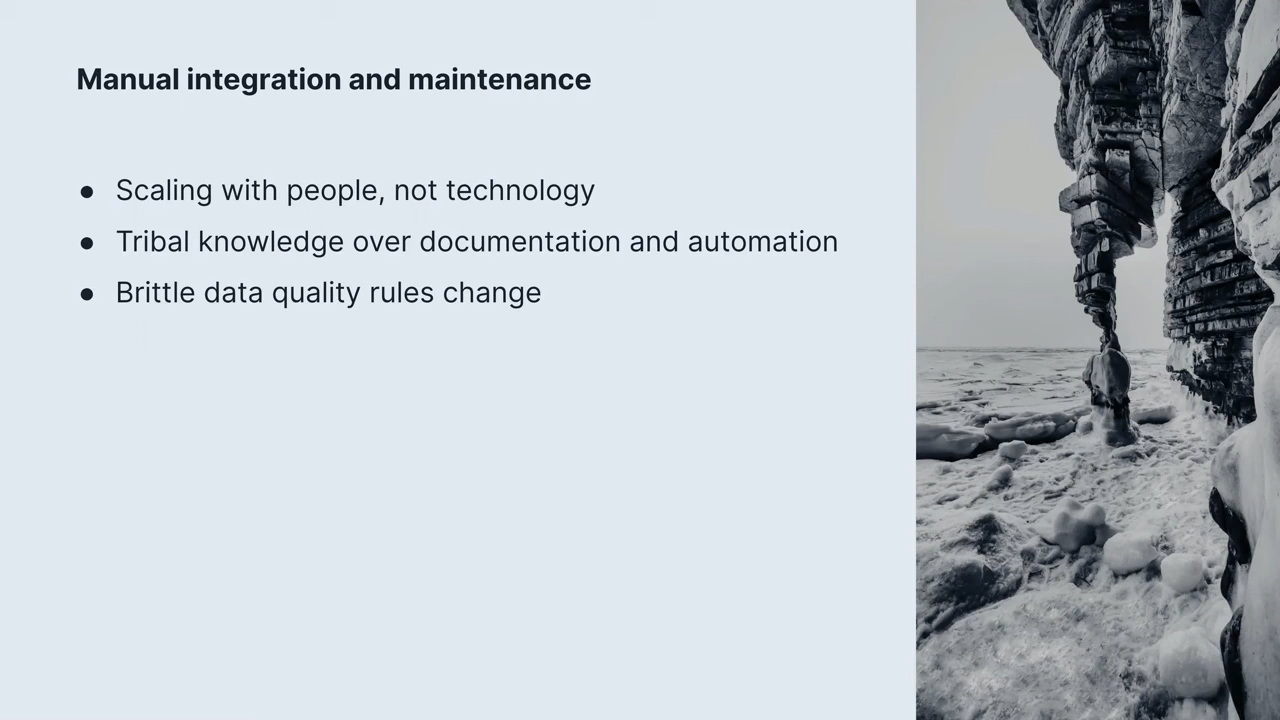 Manual integration and maintenance
● Scaling with people, not technology
● Tribal knowledge over documentation and automation
● Brittle data quality rules change